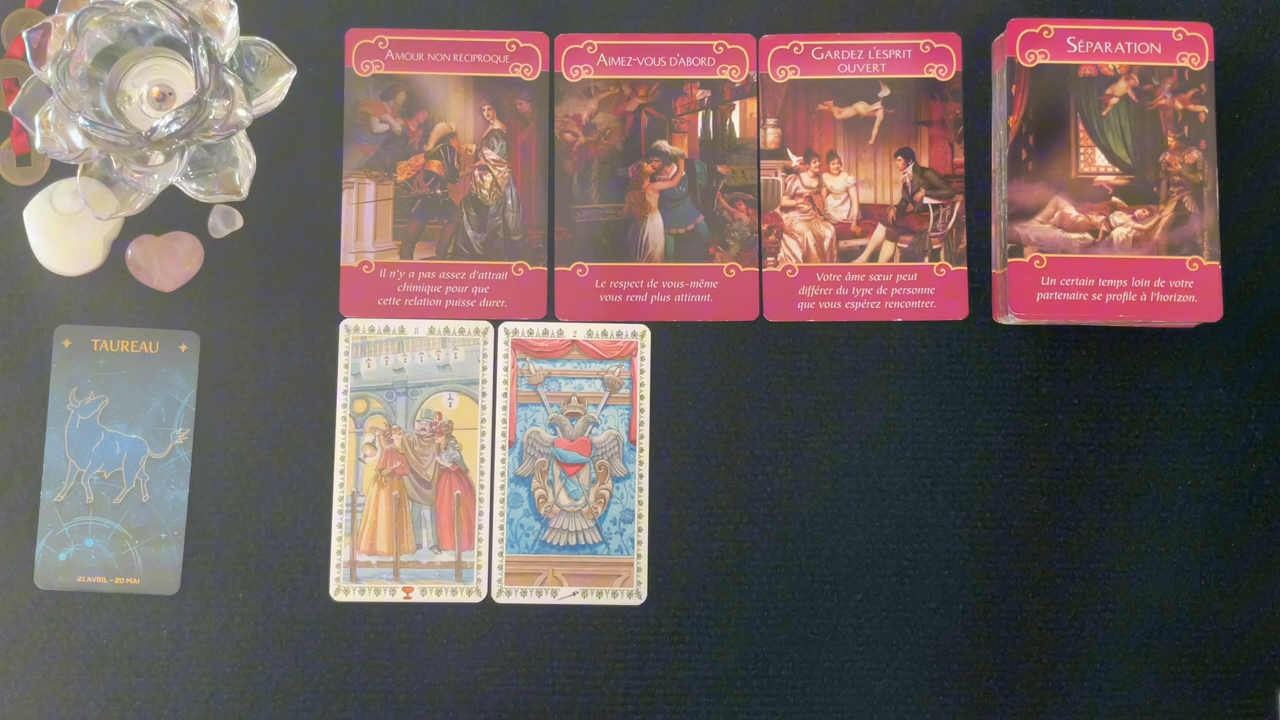 AMOUR NON RÉCIPROQUE
Il n'y a pas assez d'attrait
chimique pour que
cette relation puisse durer.
AIMEZ-VOUS D'ABORD
Le respect de vous-même
vous rend plus attirant.
GARDEZ L'ESPRIT
OUVERT
Votre âme sœur peut
différer du type de personne
que vous espérez rencontrer.
SÉPARATION
Un certain temps loin de votre
partenaire se profile à l'horizon.
TAUREAU
21 AVRIL - 20 MAI
8
2